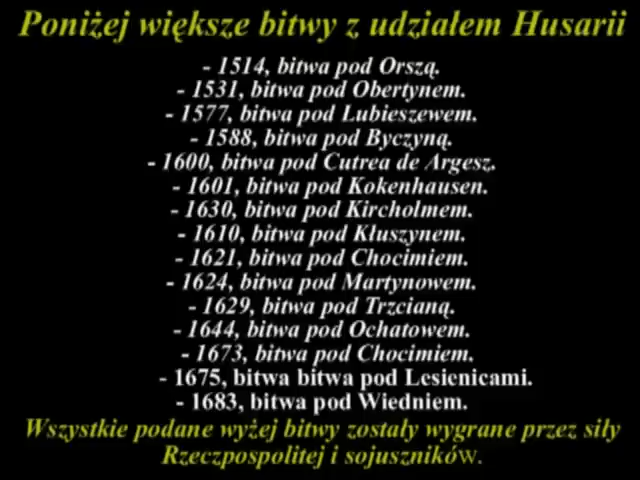 Poniżej większe bitwy z udziałem Husarii
- 1514, bitwa pod Orszą.
- 1531, bitwa pod Obertynem.
- 1577, bitwa pod Lubieszewem.
- 1588, bitwa pod Byczyną.
- 1600, bitwa pod Cutrea de Argesz.
- 1601, bitwa pod Kokenhausen.
- 1630, bitwa pod Kircholmem.
- 1610, bitwa pod Kłuszynem.
- 1621, bitwa pod Chocimiem.
- 1624, bitwa pod Martynowem.
- 1629, bitwa pod Trzcianą.
- 1644, bitwa pod Ochatowem.
- 1673, bitwa pod Chocimiem.
- 1675, bitwa bitwa pod Lesienicami.
- 1683, bitwa pod Wiedniem.
Wszystkie podane wyżej bitwy zostały wygrane przez siły
Rzeczpospolitej i sojuszników.